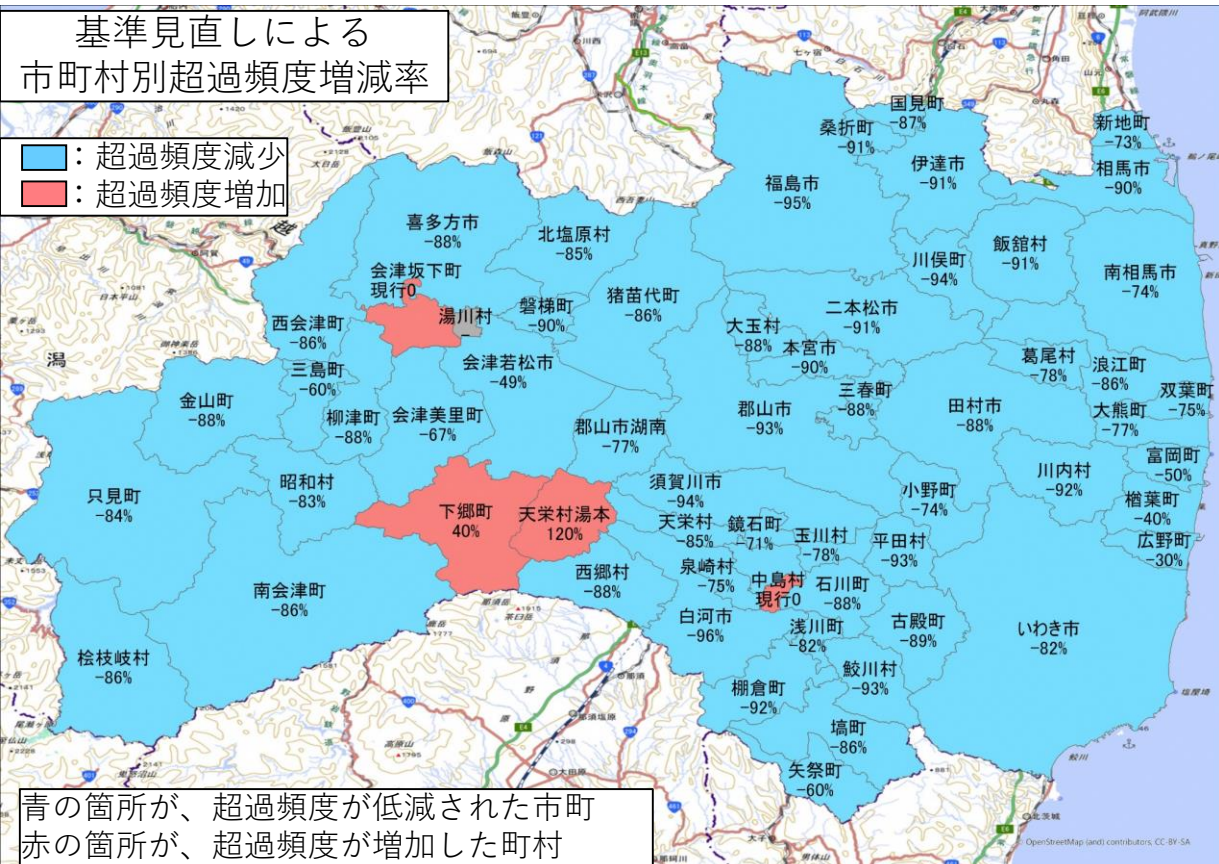 基準見直しによる
市町村別超過頻度増減率
：超過頻度減少
：超過頻度増加
国見町
-87%
桑折町
-91%
新地町
-73%
伊達市
-91%
相馬市
-90%
福島市
-95%
喜多方市
-88%
北塩原村
-85%
川俣町
-94%
飯舘村
-91%
南相馬市
-74%
会津坂下町
現行0
湯川村
-
磐梯町
-90%
猪苗代町
-86%
二本松市
-91%
西会津町
-86%
大玉村
-88%
本宮市
-90%
三島町
-60%
会津若松市
-49%
葛尾村
-78%
浪江町
-86%
双葉町
-75%
金山町
-88%
柳津町
-88%
会津美里町
-67%
郡山市湖南
-77%
郡山市
-93%
三春町
-88%
田村市
-88%
大熊町
-77%
富岡町
-50%
只見町
-84%
昭和村
-83%
須賀川市
-94%
小野町
-74%
川内村
-92%
楢葉町
-40%
下郷町
40%
天栄村湯本
120%
天栄村
-85%
鏡石町
-71%
玉川村
-78%
平田村
-93%
広野町
-30%
南会津町
-86%
西郷村
-88%
泉崎村
-75%
中島村
現行0
石川町
-88%
白河市
-96%
浅川町
-82%
古殿町
-89%
いわき市
-82%
桧枝岐村
-86%
棚倉町
-92%
鮫川村
-93%
塙町
-86%
矢祭町
-60%
青の箇所が、超過頻度が低減された市町
赤の箇所が、超過頻度が増加した町村
OpenStreetMap (and) contributors, CC-BY-SA